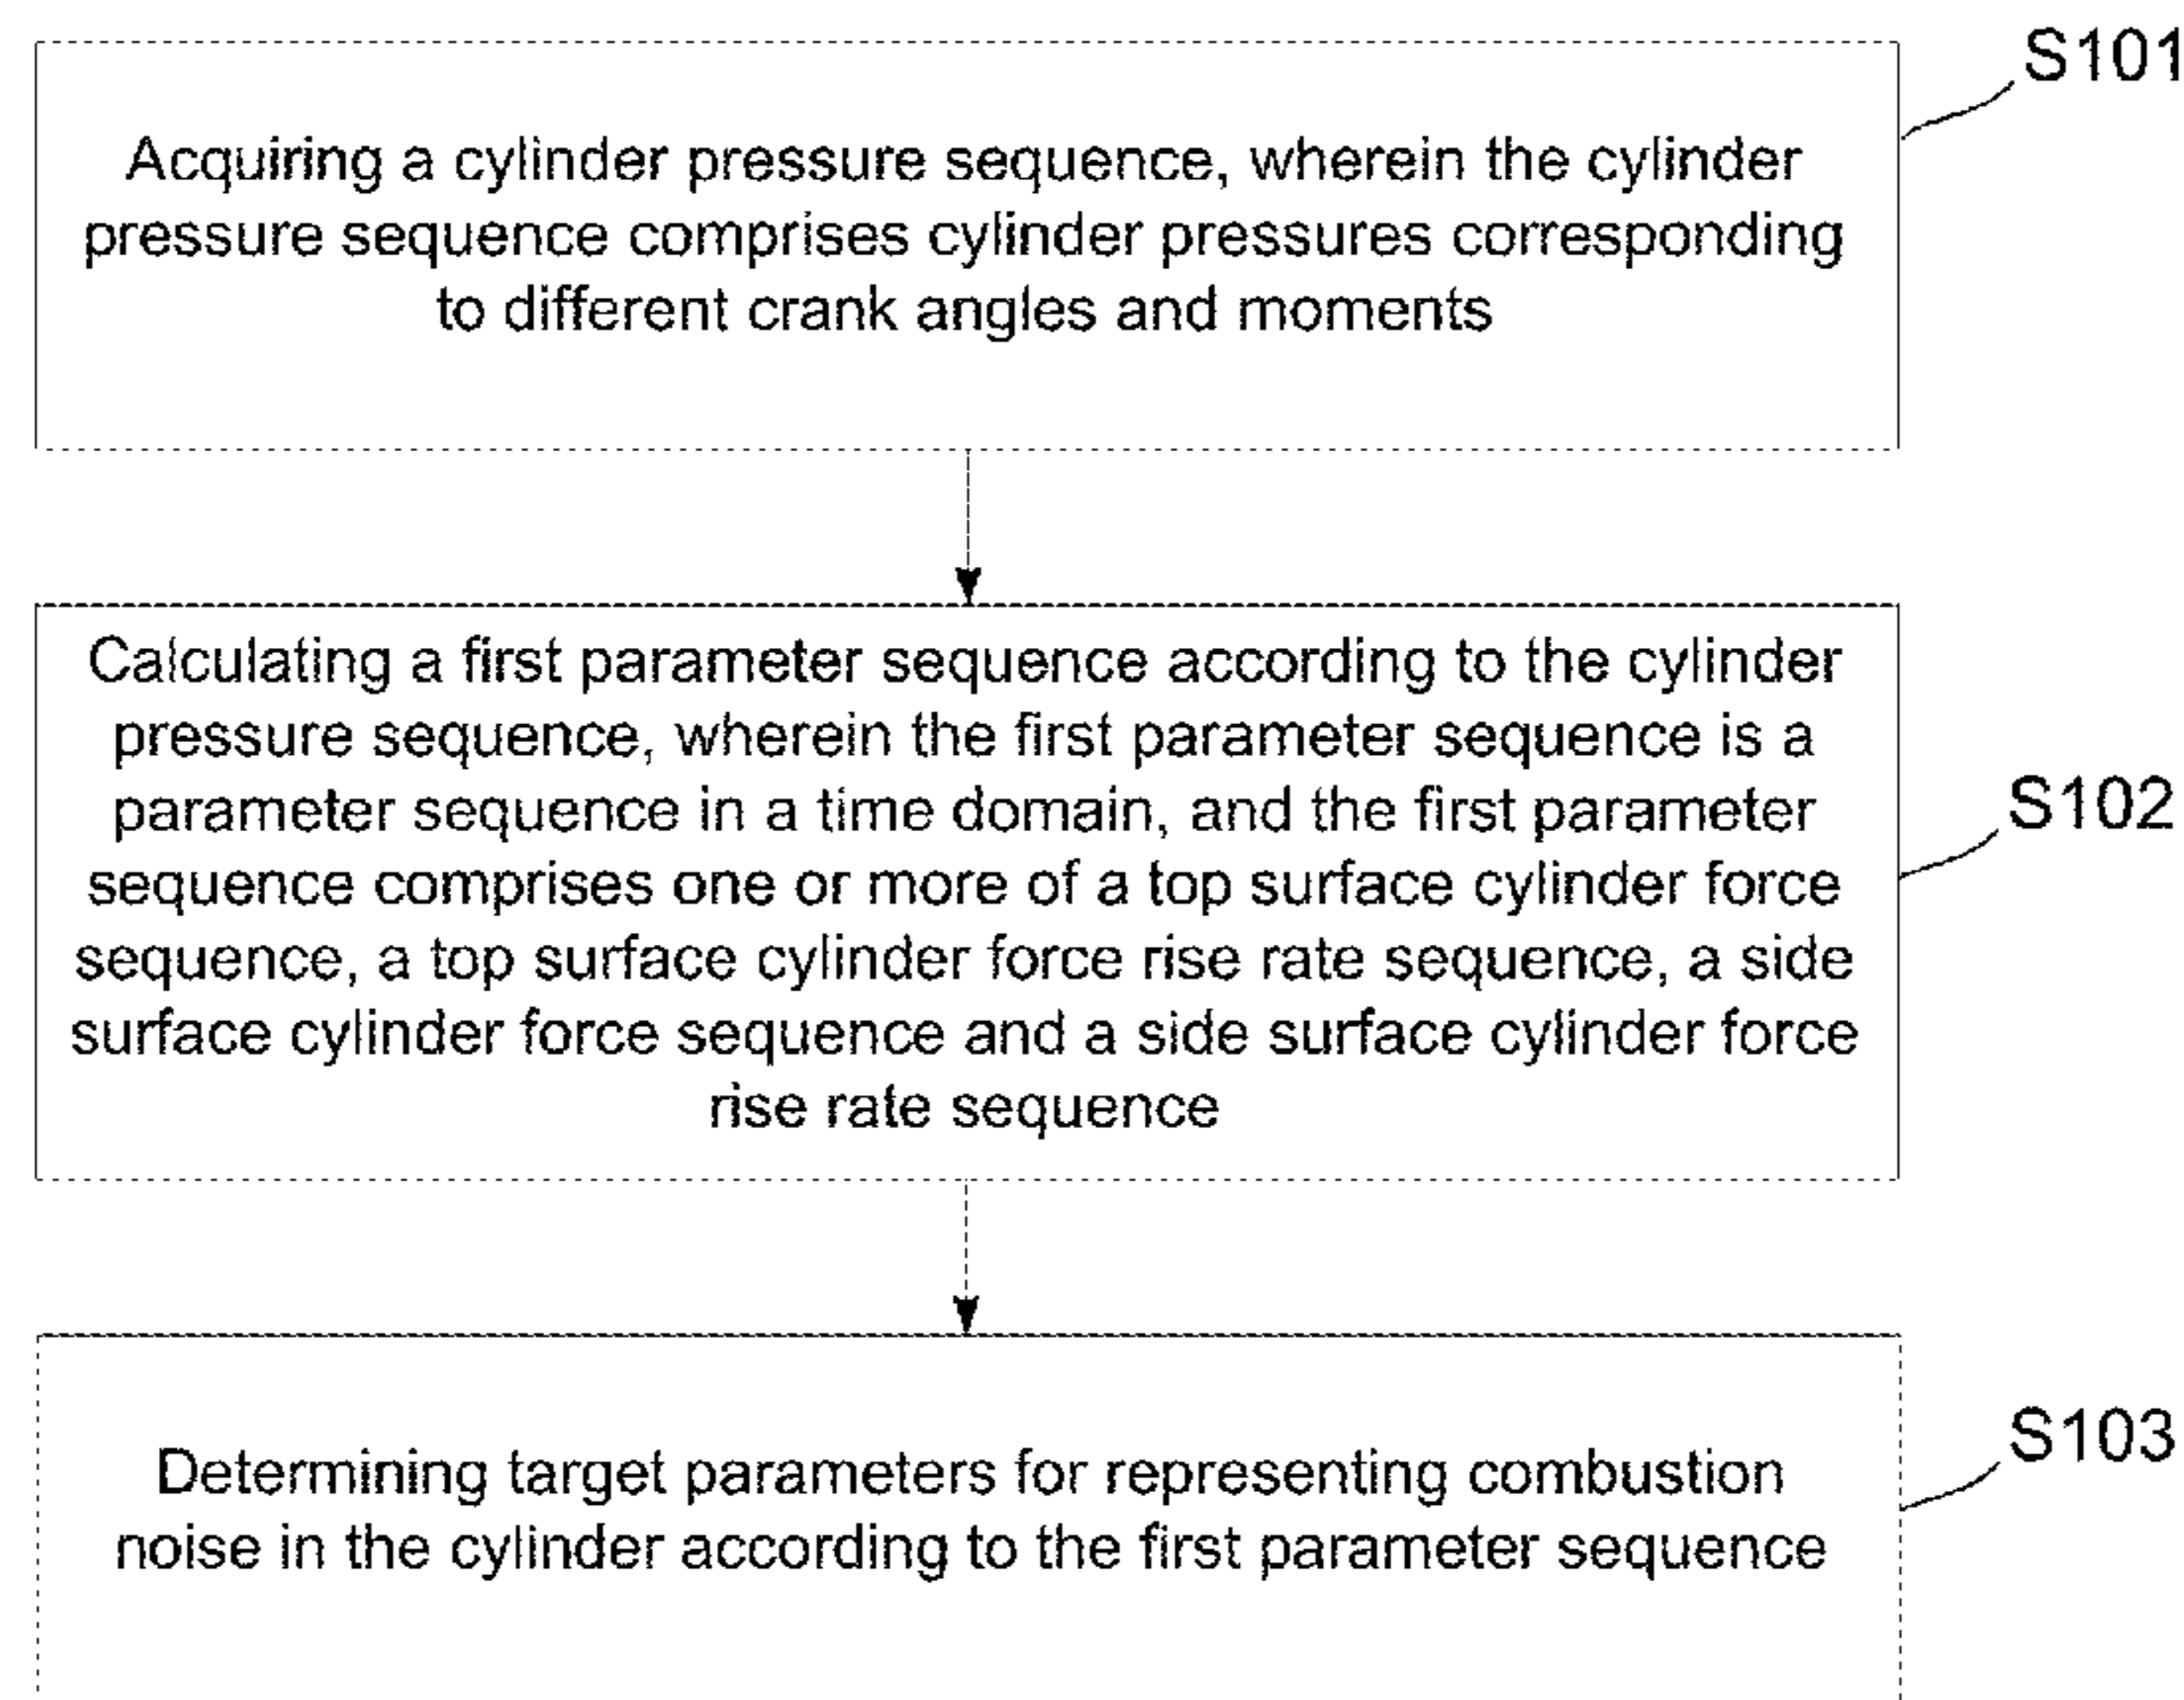 S101
Acquiring a cylinder pressure sequence, wherein the cylinder
pressure sequence comprises cylinder pressures corresponding
to different crank angles and moments
Calculating a first parameter sequence according to the cylinder
pressure sequence, wherein the first parameter sequence is a
parameter sequence in a time domain, and the first parameter
S102
sequence comprises one or more of a top surface cylinder force
sequence, a top surface cylinder force rise rate sequence, a side
surface cylinder force sequence and a side surface cylinder force
rise rate sequence
S103
Determining target parameters for representing combustion
noise in the cylinder according to the first parameter sequence